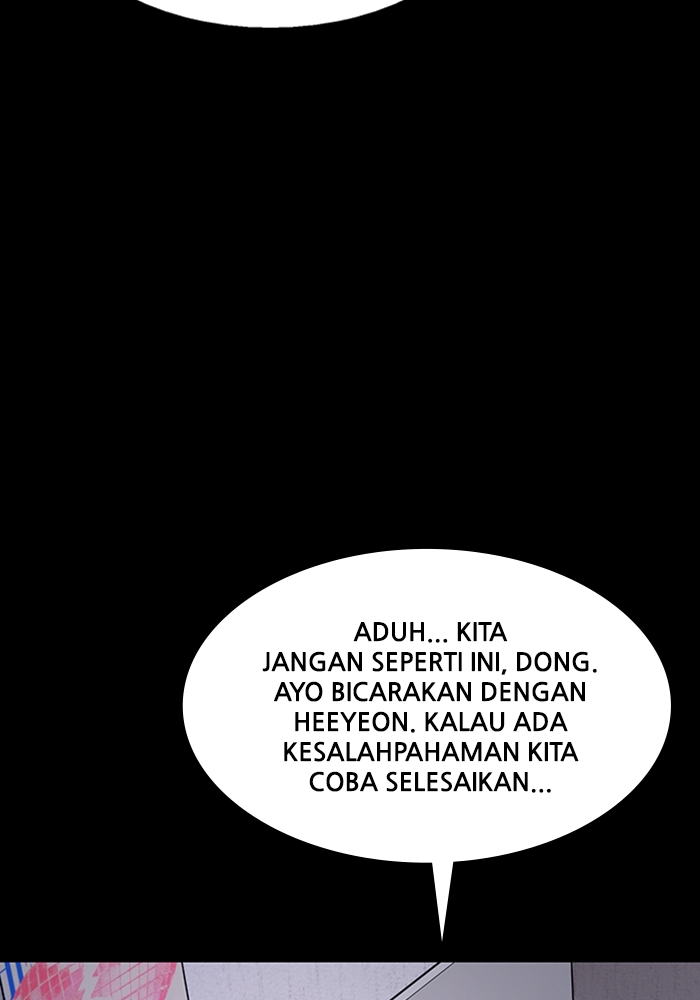 ADUH... KITA
JANGAN SEPERTI INI, DONG.
AYO BICARAKAN DENGAN
HEEYEON. KALAU ADA
KESALAHPAHAMAN KITA
COBA SELESAIKAN...